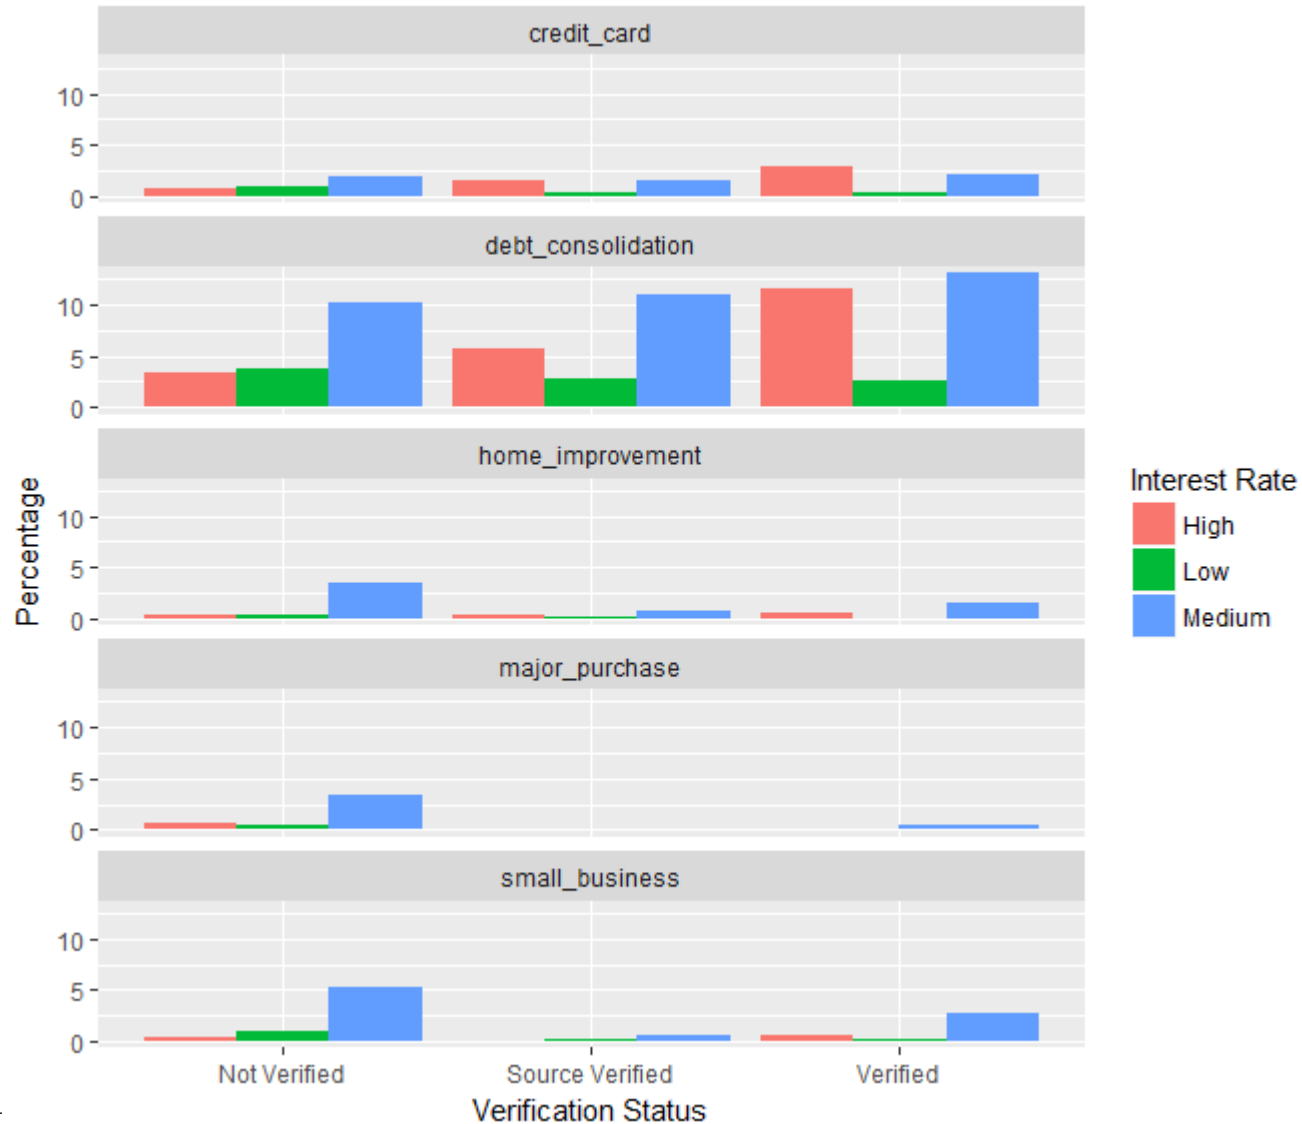 credit_card
10
5
0
debt_consolidation
10
5
0
home_improvement
10
5
0
major_purchase
10
5
0
small_business
10
5
0
Not Verified Source Verified Verified
Verification Status
Percentage
Interest Rate
High
Low
Medium